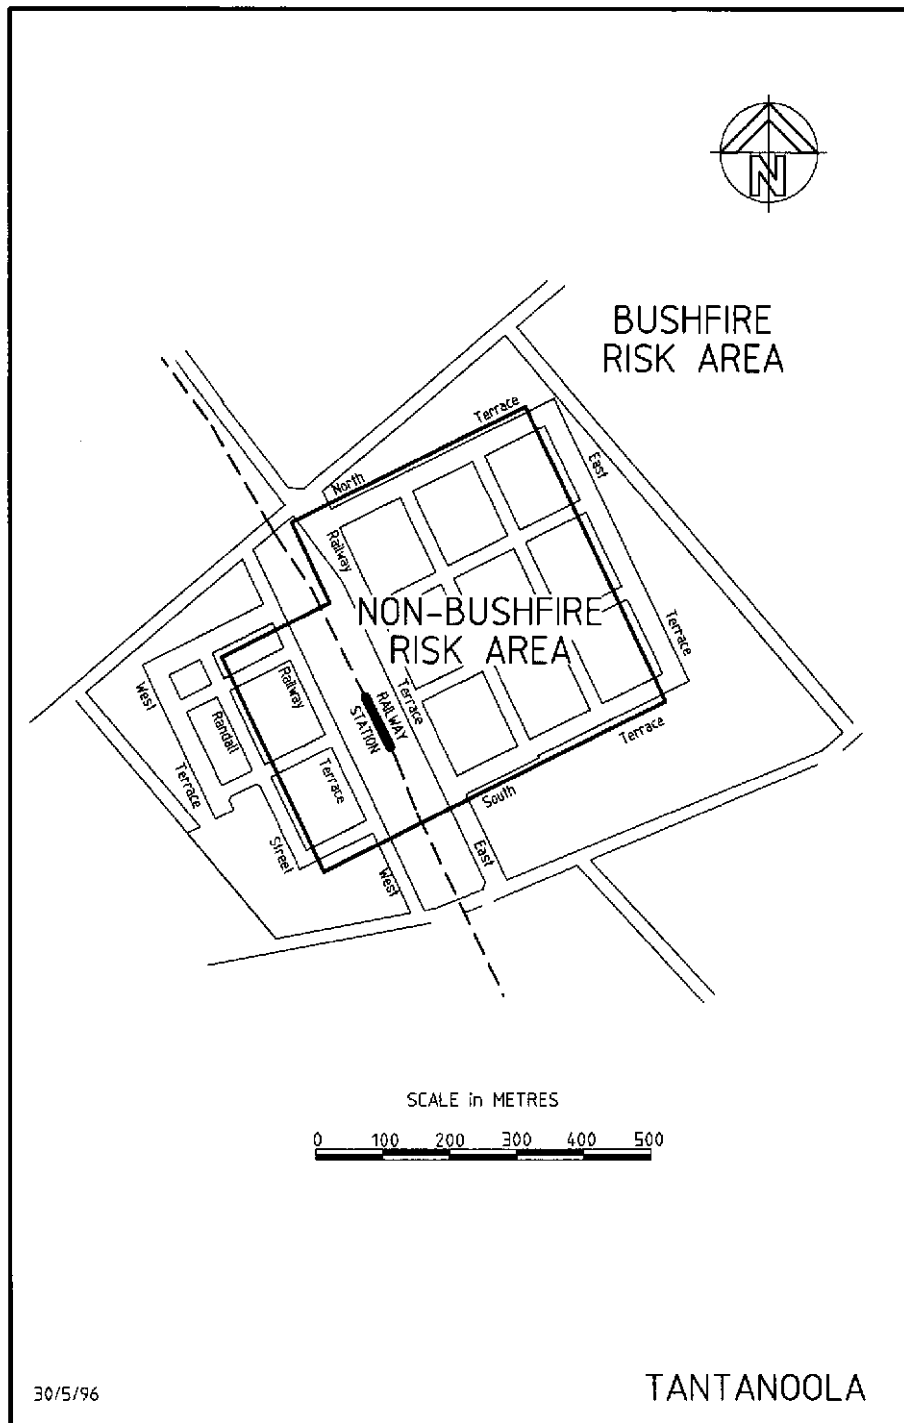 N
BUSHFIRE
RISK AREA
Terrace
North
East
Railway
NON-BUSHFIRE
RISK AREA
Terrace
West
Railway
Randall
Terrace
RAILWAY
STATION
Terrace
Terrace
Terrace
South
Street
East
West
SCALE in METRES
0 100 200 300 400 500
30/5/96
TANTANOOLA